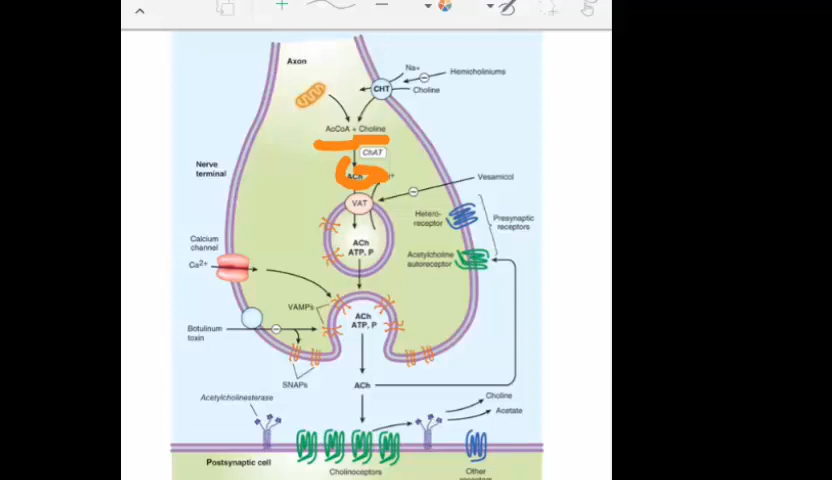 Axon
Na+
Hemicholiniums
CHT
Choline
AcCoA + Choline
ChAT
Nerve
terminal
ACh
Vesamicol
VAT
Hetero-
receptor
Presynaptic
receptors
Calcium
channel
Ca2+
ACh
ATP, P
Acetylcholine
autoreceptor
VAMPs
ACh
ATP, P
Botulinum
toxin
SNAPs
ACh
Acetylcholinesterase
Choline
Acetate
Postsynaptic cell
Cholinoceptors
Other